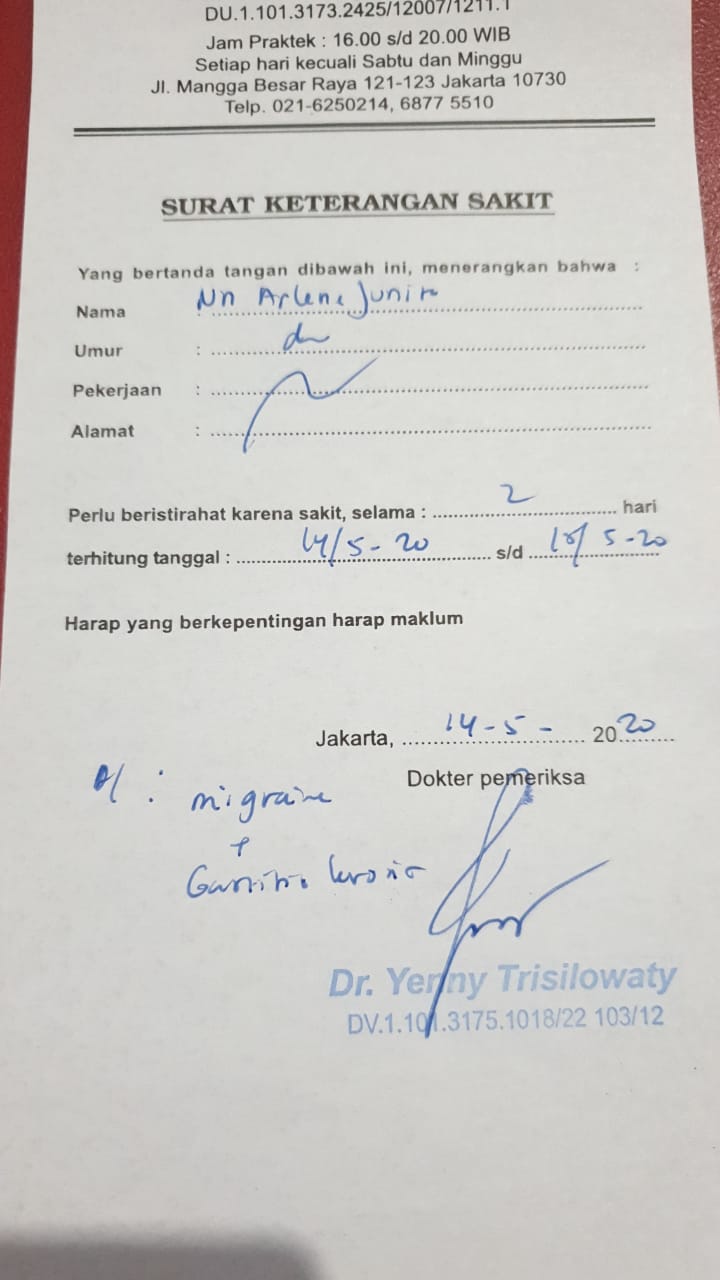 DU.1.101.3173.2425/12007/1211.1
Jam Praktek : 16.00 s/d 20.00 WIB
Setiap hari kecuali Sabtu dan Minggu
Jl. Mangga Besar Raya 121-123 Jakarta 10730
Telp. 021-6250214, 6877 5510
SURAT KETERANGAN SAKIT
Yang bertanda tangan dibawah ini, menerangkan bahwa :
Nama : Nn Arlene
Umur :
Pekerjaan :
Alamat :
Perlu beristirahat karena sakit, selama : 2 hari
terhitung tanggal : 14/5-20 s/d 15/5-20
Harap yang berkepentingan harap maklum
Jakarta, 14-5- 2020
Dokter pemeriksa
migraine
+
Dr. Yenny Trisilowaty
DV.1.101.3175.1018/22 103/12